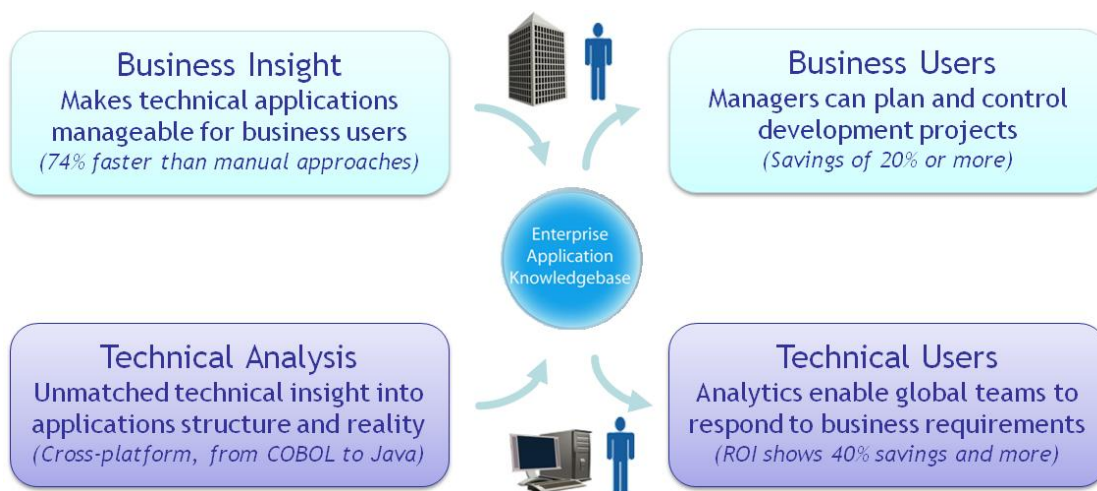 Business Insight
Makes technical applications
manageable for business users
(74% faster than manual approaches)
Business Users
Managers can plan and control
development projects
(Savings of 20% or more)
Enterprise
Application
Knowledgebase
Technical Analysis
Unmatched technical insight into
applications structure and reality
(Cross-platform, from COBOL to Java)
Technical Users
Analytics enable global teams to
respond to business requirements
(ROI shows 40% savings and more)